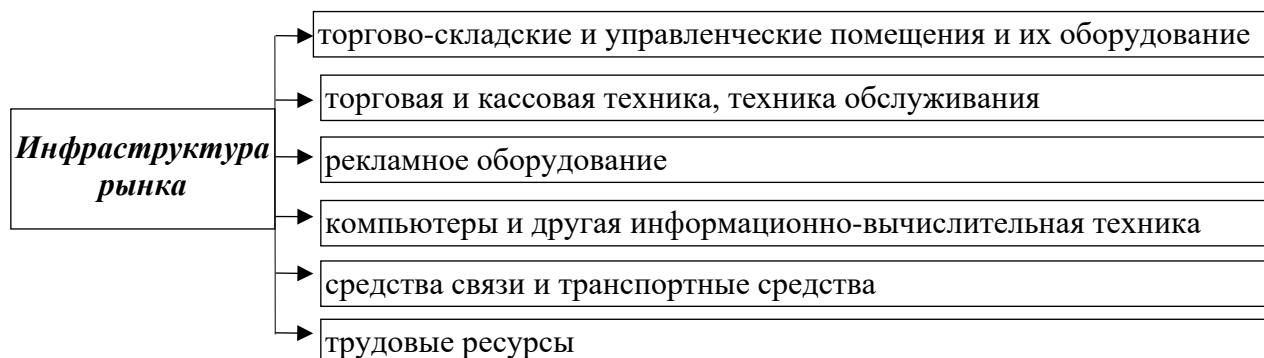 торгово-складские и управленческие помещения и их оборудование
торговая и кассовая техника, техника обслуживания
Инфраструктура
рынка
рекламное оборудование
компьютеры и другая информационно-вычислительная техника
средства связи и транспортные средства
трудовые ресурсы